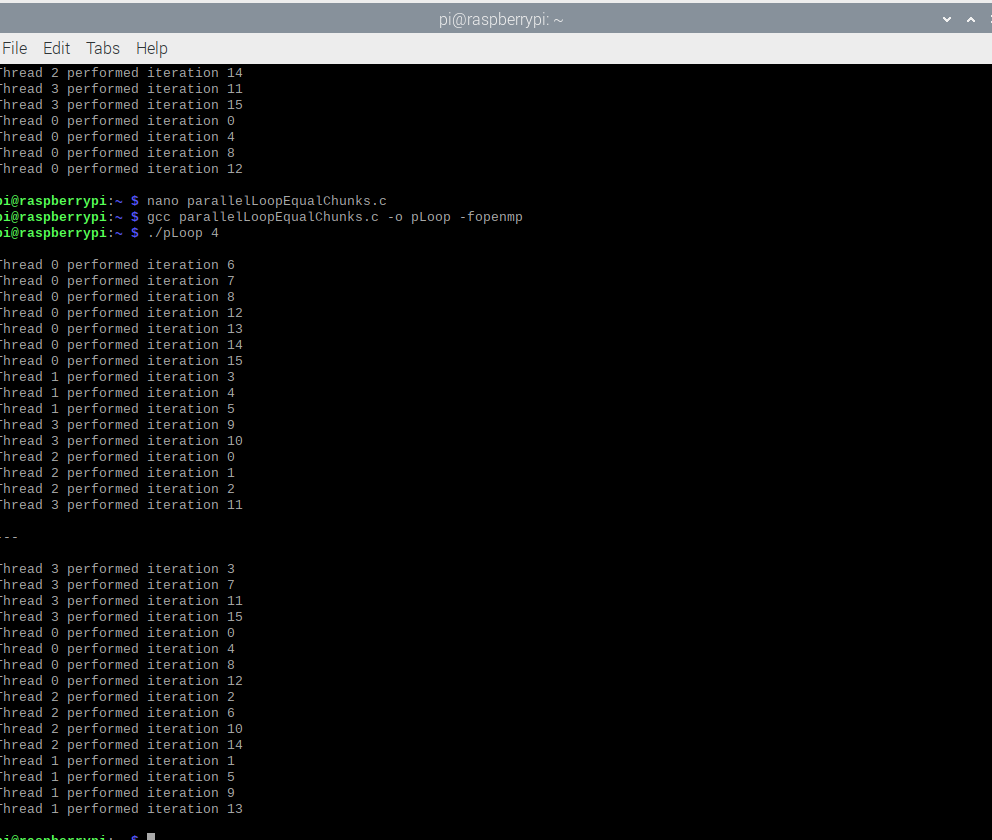 pi@raspberrypi: ~
File Edit Tabs Help
Thread 2 performed iteration 14
Thread 3 performed iteration 11
Thread 3 performed iteration 15
Thread 0 performed iteration 0
Thread 0 performed iteration 4
Thread 0 performed iteration 8
Thread 0 performed iteration 12
pi@raspberrypi:~ $ nano parallelLoopEqualChunks.c
pi@raspberrypi:~ $ gcc parallelLoopEqualChunks.c -o pLoop -fopenmp
pi@raspberrypi:~ $ ./pLoop 4
Thread 0 performed iteration 6
Thread 0 performed iteration 7
Thread 0 performed iteration 8
Thread 0 performed iteration 12
Thread 0 performed iteration 13
Thread 0 performed iteration 14
Thread 0 performed iteration 15
Thread 1 performed iteration 3
Thread 1 performed iteration 4
Thread 1 performed iteration 5
Thread 3 performed iteration 9
Thread 3 performed iteration 10
Thread 2 performed iteration 0
Thread 2 performed iteration 1
Thread 2 performed iteration 2
Thread 3 performed iteration 11
---
Thread 3 performed iteration 3
Thread 3 performed iteration 7
Thread 3 performed iteration 11
Thread 3 performed iteration 15
Thread 0 performed iteration 0
Thread 0 performed iteration 4
Thread 0 performed iteration 8
Thread 0 performed iteration 12
Thread 2 performed iteration 2
Thread 2 performed iteration 6
Thread 2 performed iteration 10
Thread 2 performed iteration 14
Thread 1 performed iteration 1
Thread 1 performed iteration 5
Thread 1 performed iteration 9
Thread 1 performed iteration 13
pi@raspberrypi:~ $